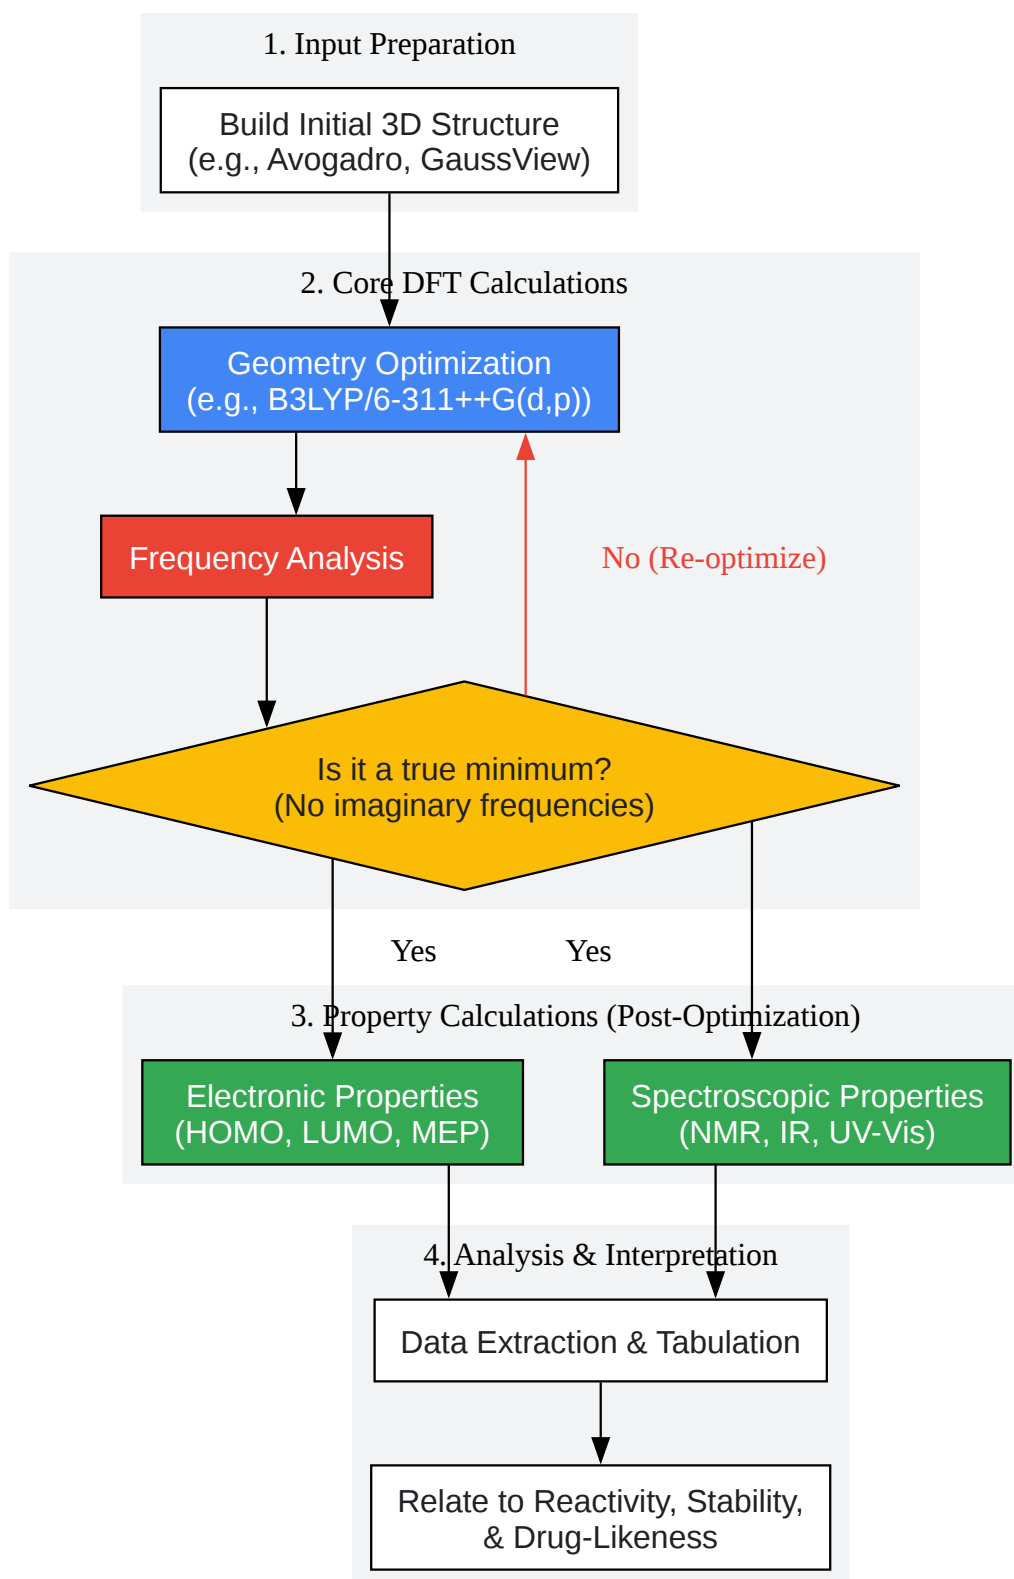 1. Input Preparation
Build Initial 3D Structure
(e.g., Avogadro, GaussView)
2. Core DFT Calculations
Geometry Optimization
(e.g., B3LYP/6-311++G(d,p))
Frequency Analysis
No (Re-optimize)
Is it a true minimum?
(No imaginary frequencies)
Yes
Yes
3. Property Calculations (Post-Optimization)
Electronic Properties
(HOMO, LUMO, MEP)
Spectroscopic Properties
(NMR, IR, UV-Vis)
4. Analysis & Interpretation
Data Extraction & Tabulation
Relate to Reactivity, Stability,
& Drug-Likeness